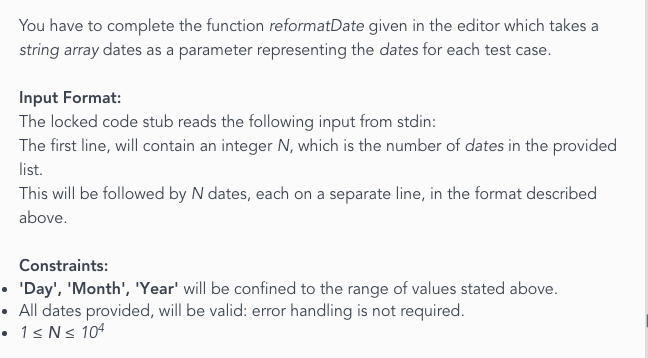 You have to complete the function reformatDate given in the editor which takes a
string array dates as a parameter representing the dates for each test case.
Input Format:
The locked code stub reads the following input from stdin:
The first line, will contain an integer N, which is the number of dates in the provided
list.
This will be followed by N dates, each on a separate line, in the format described
above.
Constraints:
• 'Day', 'Month', 'Year' will be confined to the range of values stated above.
• All dates provided, will be valid: error handling is not required.
• 1 ≤ N ≤ 10⁴